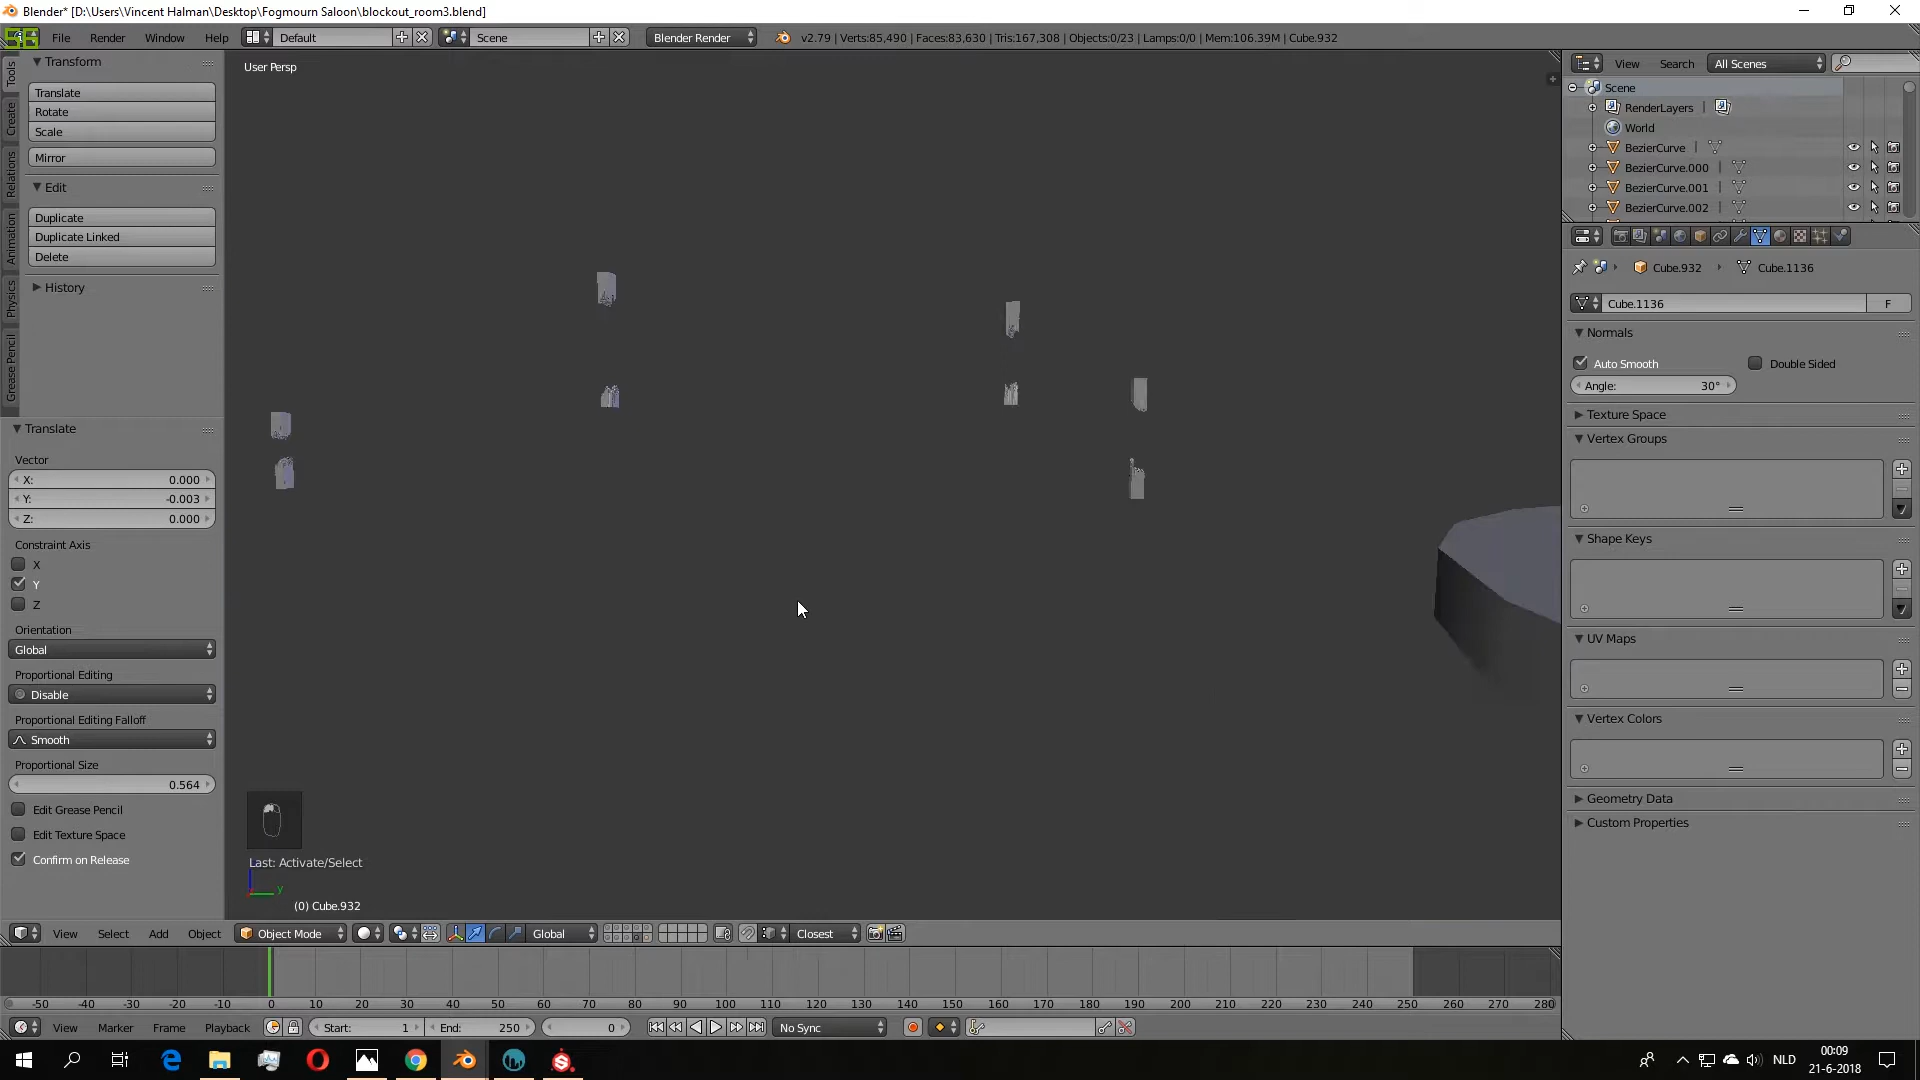 Blender* [D:\Users\Vincent Halman\Desktop\Fogmourn Saloon\blockout_room3.blend]
56
File Render Window Help Default Scene Blender Render v2.79 | Verts:85,490 | Faces:83,630 | Tris:167,308 | Objects:0/23 | Lamps:0/0 | Mem:106.39M | Cube.932
Tools
Create
Relations
Animation
Physics
Grease Pencil
Transform
Translate
Rotate
Scale
Mirror
Edit
Duplicate
Duplicate Linked
Delete
History
Translate
Vector
X: 0.000
Y: -0.003
Z: 0.000
Constraint Axis
X
Y
Z
Orientation
Global
Proportional Editing
Disable
Proportional Editing Falloff
Smooth
Proportional Size
0.564
Edit Grease Pencil
Edit Texture Space
Confirm on Release
User Persp
Last: Activate/Select
y
(0) Cube.932
View Search All Scenes
Scene
RenderLayers
World
BezierCurve
BezierCurve.000
BezierCurve.001
BezierCurve.002
Cube.932 Cube.1136
Cube.1136 F
Normals
Auto Smooth Double Sided
Angle: 30°
Texture Space
Vertex Groups
Shape Keys
UV Maps
Vertex Colors
Geometry Data
Custom Properties
View Select Add Object Object Mode Global Closest
-50 -40 -30 -20 -10 0 10 20 30 40 50 60 70 80 90 100 110 120 130 140 150 160 170 180 190 200 210 220 230 240 250 260 270 280
View Marker Frame Playback Start: 1 End: 250 0 No Sync
NLD
00:09
21-6-2018